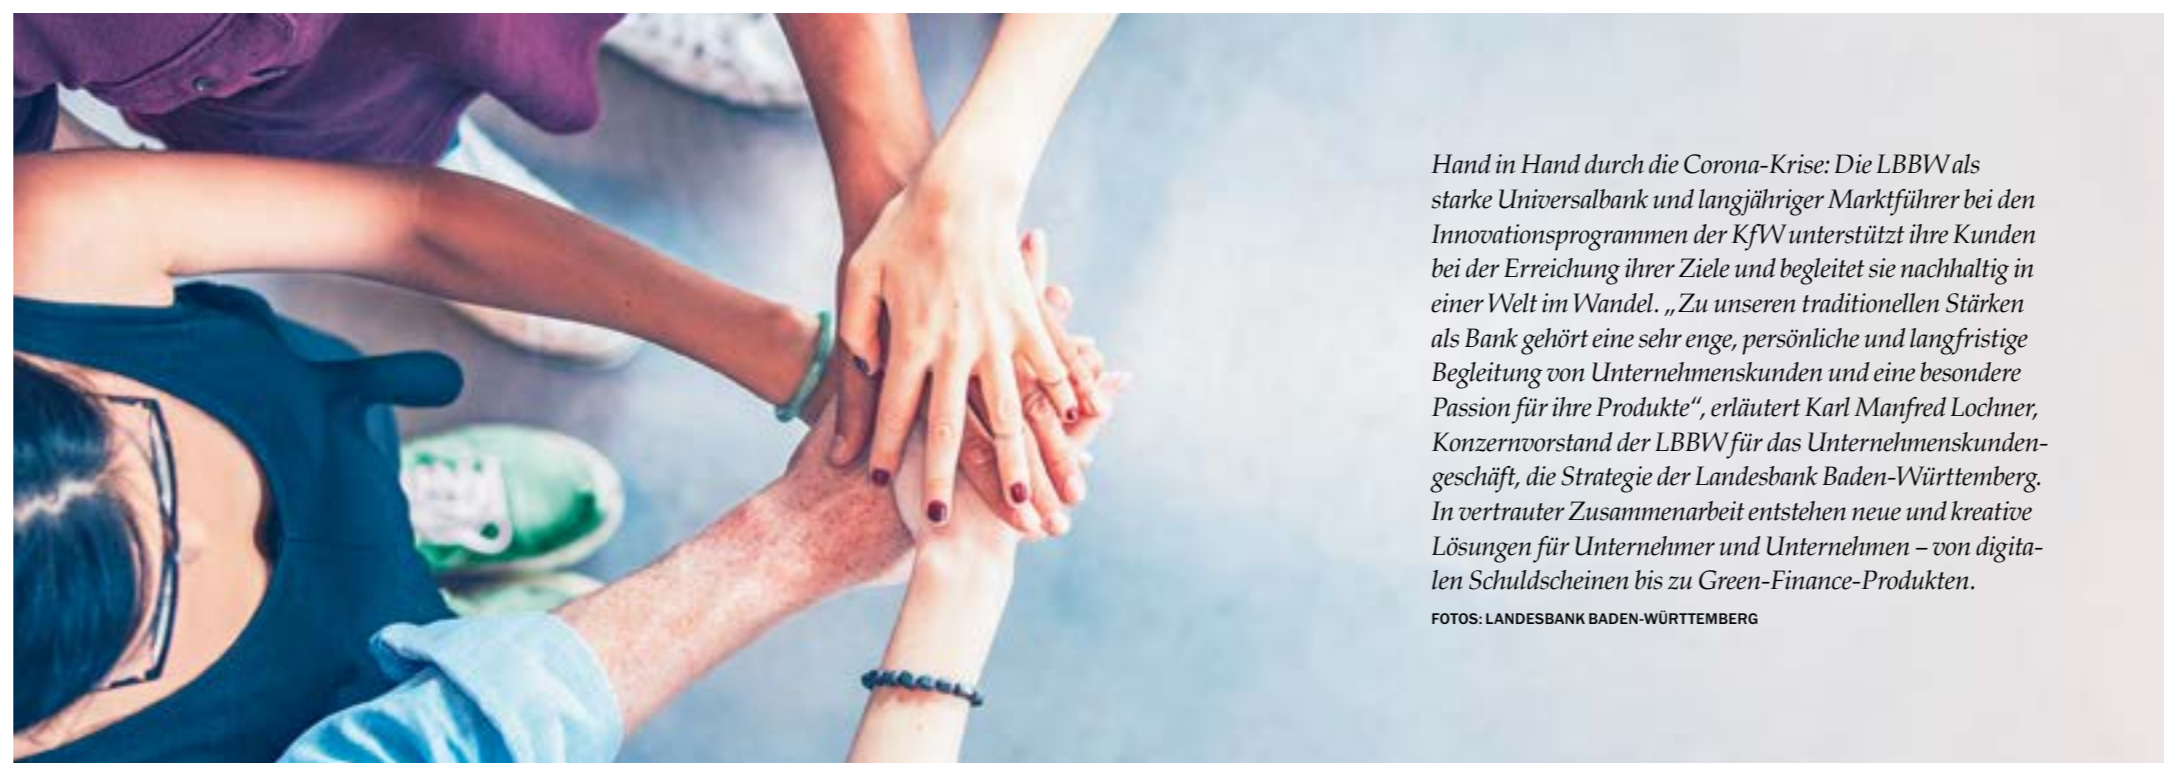 Hand in Hand durch die Corona-Krise: Die LBBW als
starke Universalbank und langjähriger Marktführer bei den
Innovationsprogrammen der KfW unterstützt ihre Kunden
bei der Erreichung ihrer Ziele und begleitet sie nachhaltig in
einer Welt im Wandel. „Zu unseren traditionellen Stärken
als Bank gehört eine sehr enge, persönliche und langfristige
Begleitung von Unternehmenskunden und eine besondere
Passion für ihre Produkte“, erläutert Karl Manfred Lochner,
Konzernvorstand der LBBW für das Unternehmenskunden-
geschäft, die Strategie der Landesbank Baden-Württemberg.
In vertrauter Zusammenarbeit entstehen neue und kreative
Lösungen für Unternehmer und Unternehmen – von digita-
len Schuldscheinen bis zu Green-Finance-Produkten.
FOTOS: LANDESBANK BADEN-WÜRTTEMBERG